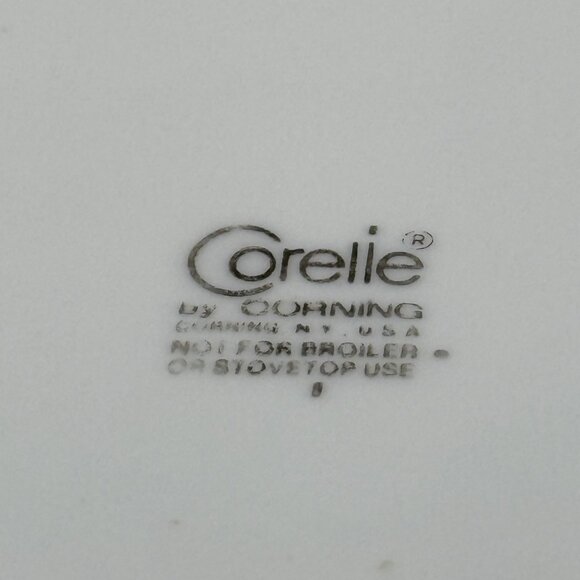 Corelle®
by CORNING
CORNING, N.Y. U.S.A
NOT FOR BROILER
OR STOVETOP USE